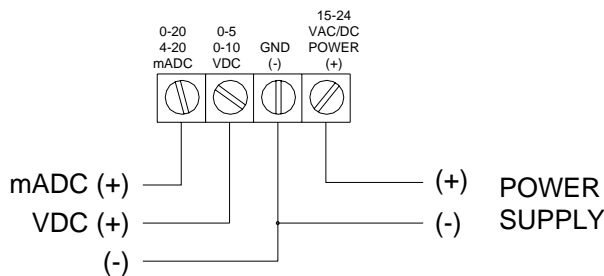 0-20
4-20
mADC
0-5
0-10
VDC
GND
(-)
15-24
VAC/DC
POWER
(+)
mADC (+)
VDC (+)
(-)
(+)
(-)
POWER
SUPPLY